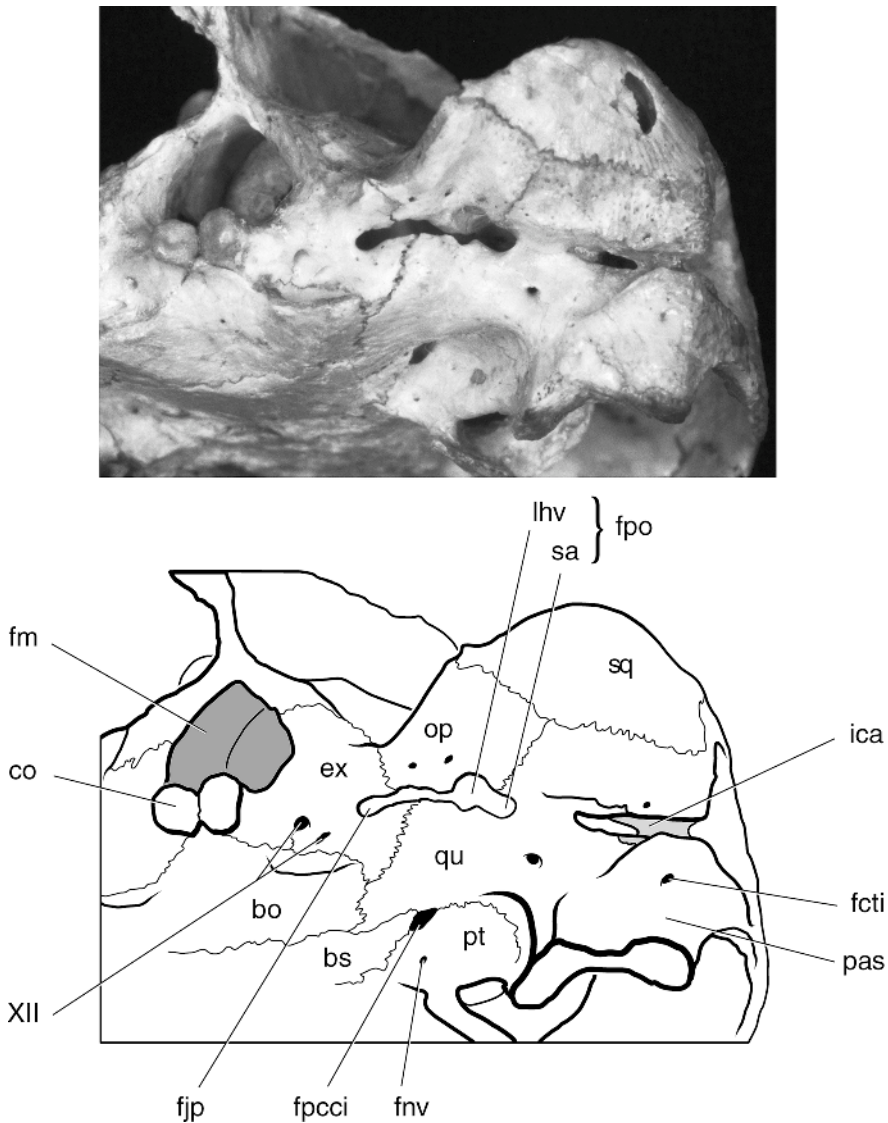 lhv
sa } fpo
fm
sq
op
ica
co
ex
qu
fcti
bo
pt
bs
pas
XII
fjp
fpcci
fnv